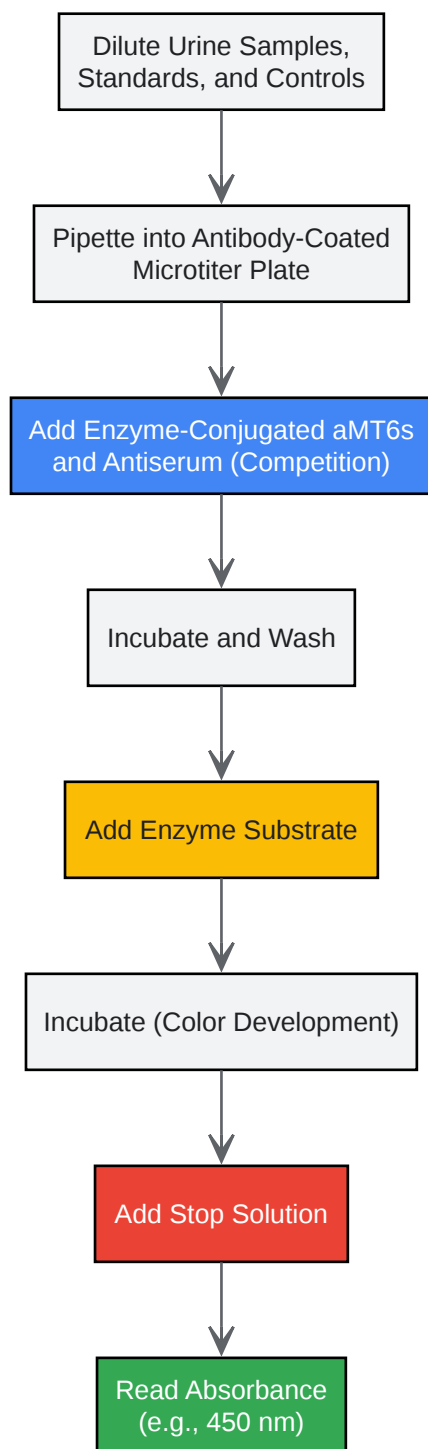 Dilute Urine Samples,
Standards, and Controls
Pipette into Antibody-Coated
Microtiter Plate
Add Enzyme-Conjugated aMT6s
and Antiserum (Competition)
Incubate and Wash
Add Enzyme Substrate
Incubate (Color Development)
Add Stop Solution
Read Absorbance
(e.g., 450 nm)